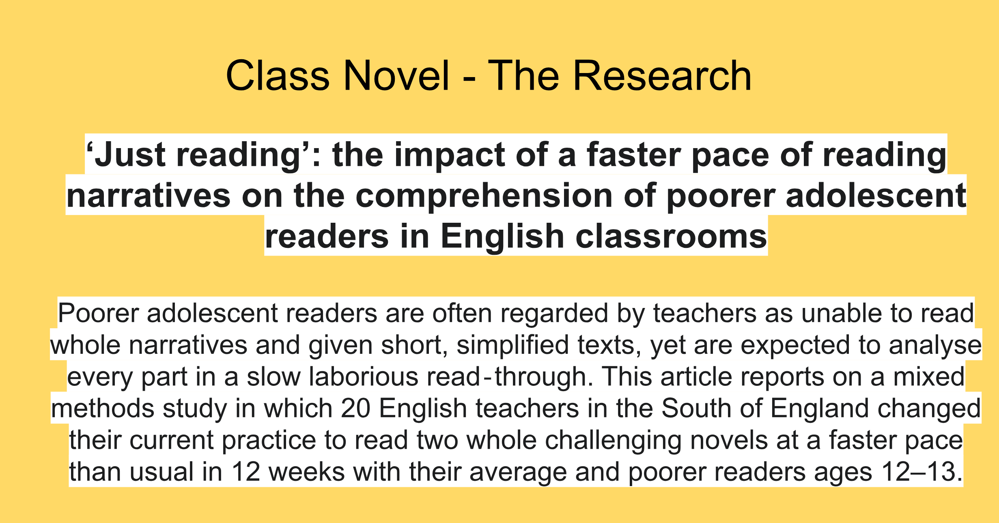 Class Novel - The Research
‘Just reading’: the impact of a faster pace of reading
narratives on the comprehension of poorer adolescent
readers in English classrooms
Poorer adolescent readers are often regarded by teachers as unable to read
whole narratives and given short, simplified texts, yet are expected to analyse
every part in a slow laborious read-through. This article reports on a mixed
methods study in which 20 English teachers in the South of England changed
their current practice to read two whole challenging novels at a faster pace
than usual in 12 weeks with their average and poorer readers ages 12–13.